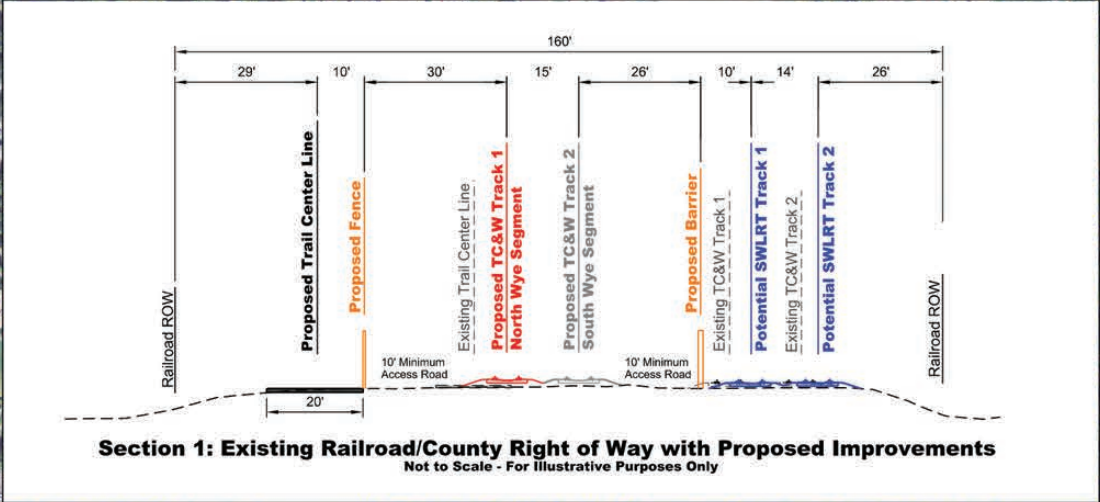 160'
29'
10'
30'
15'
26'
10'
14'
26'
Railroad ROW
Proposed Trail Center Line
Proposed Fence
Existing Trail Center Line
Proposed TC&W Track 1
North Wye Segment
Proposed TC&W Track 2
South Wye Segment
Proposed Barrier
Existing TC&W Track 1
Potential SWLRT Track 1
Existing TC&W Track 2
Potential SWLRT Track 2
Railroad ROW
10' Minimum
Access Road
10' Minimum
Access Road
20'
Section 1: Existing Railroad/County Right of Way with Proposed Improvements
Not to Scale - For Illustrative Purposes Only